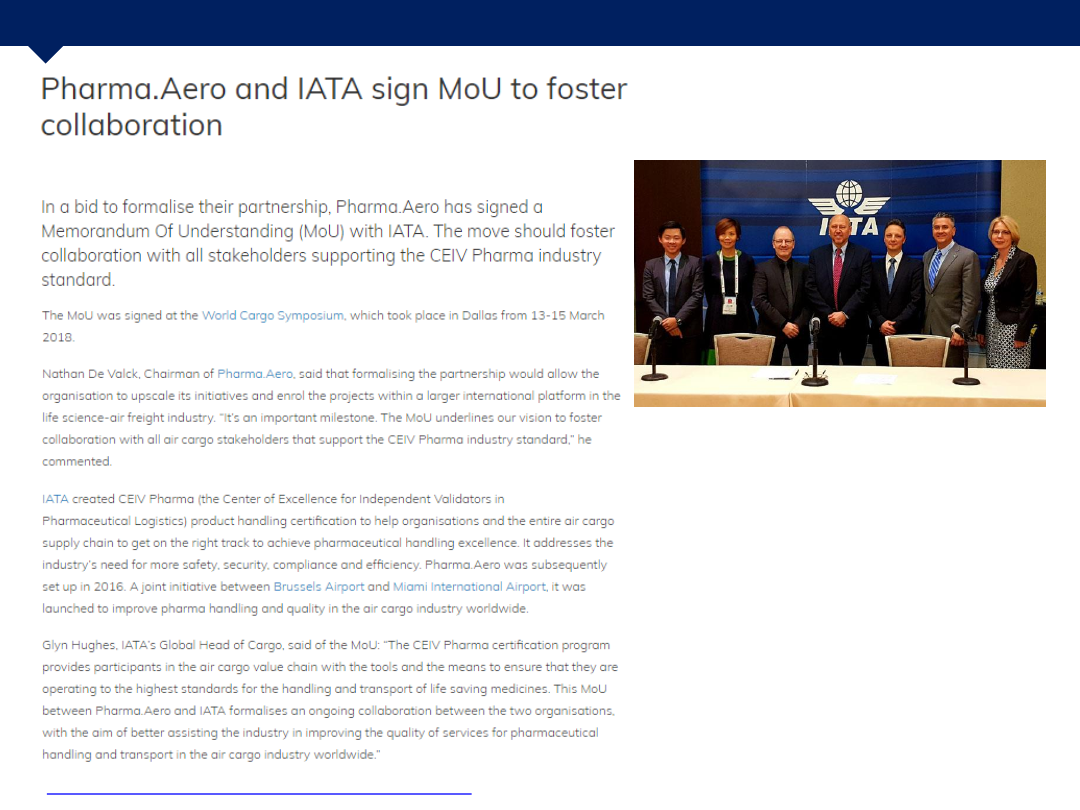 Pharma.Aero and IATA sign MoU to foster
collaboration
In a bid to formalise their partnership, Pharma.Aero has signed a
Memorandum Of Understanding (MoU) with IATA. The move should foster
collaboration with all stakeholders supporting the CEIV Pharma industry
standard.
The MoU was signed at the World Cargo Symposium, which took place in Dallas from 13-15 March
2018.
Nathan De Valck, Chairman of Pharma.Aero, said that formalising the partnership would allow the
organisation to upscale its initiatives and enrol the projects within a larger international platform in the
life science-air freight industry. “It’s an important milestone. The MoU underlines our vision to foster
collaboration with all air cargo stakeholders that support the CEIV Pharma industry standard,” he
commented.
IATA created CEIV Pharma (the Center of Excellence for Independent Validators in
Pharmaceutical Logistics) product handling certification to help organisations and the entire air cargo
supply chain to get on the right track to achieve pharmaceutical handling excellence. It addresses the
industry’s need for more safety, security, compliance and efficiency. Pharma.Aero was subsequently
set up in 2016. A joint initiative between Brussels Airport and Miami International Airport, it was
launched to improve pharma handling and quality in the air cargo industry worldwide.
Glyn Hughes, IATA’s Global Head of Cargo, said of the MoU: “The CEIV Pharma certification program
provides participants in the air cargo value chain with the tools and the means to ensure that they are
operating to the highest standards for the handling and transport of life saving medicines. This MoU
between Pharma.Aero and IATA formalises an ongoing collaboration between the two organisations,
with the aim of better assisting the industry in improving the quality of services for pharmaceutical
handling and transport in the air cargo industry worldwide.”
IATA